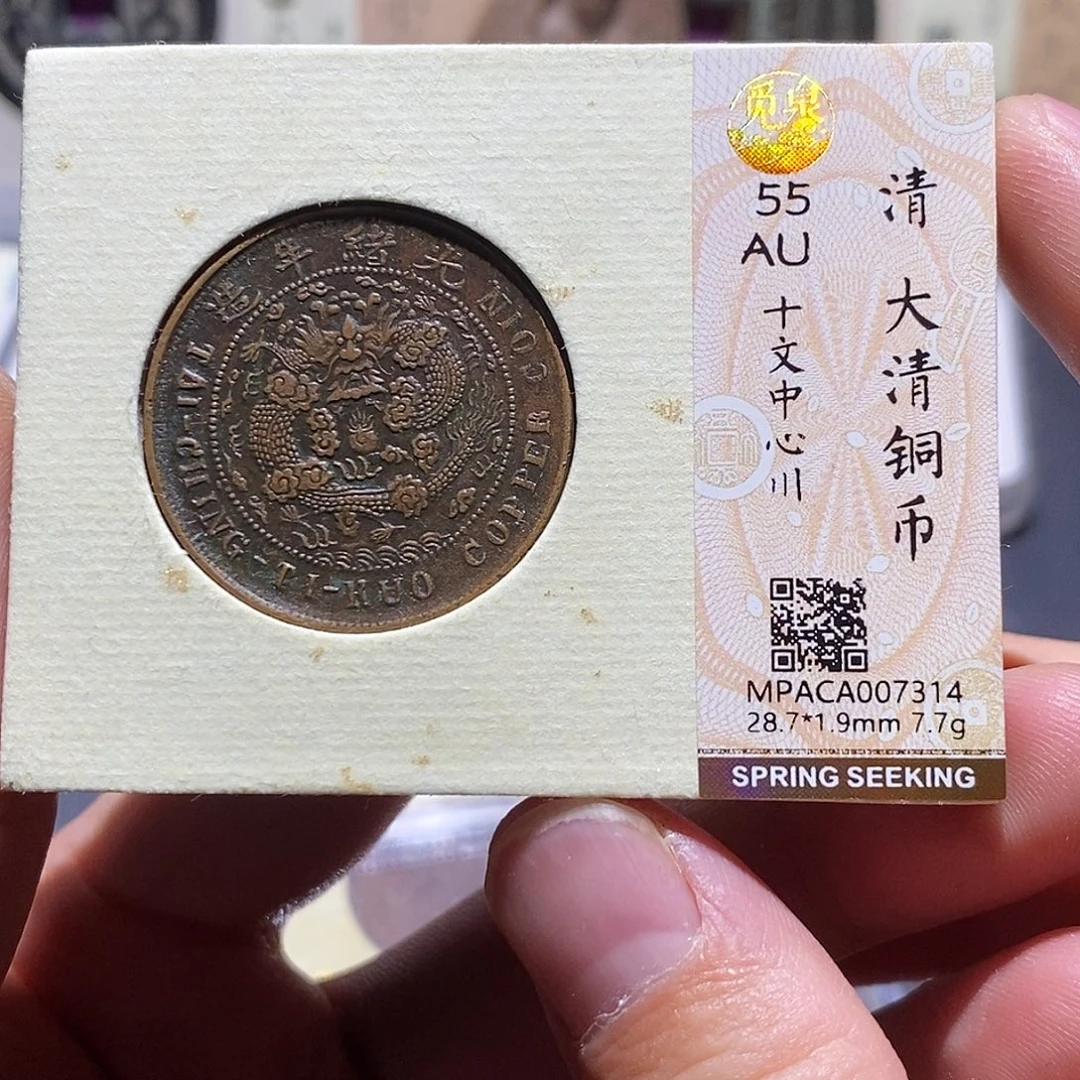 光緒年造
TAI-CHING-TI-KUO COPPER COIN
觅泉
55
AU
清 大清铜币
十文中心川
MPACA007314
28.7*1.9mm 7.7g
SPRING SEEKING